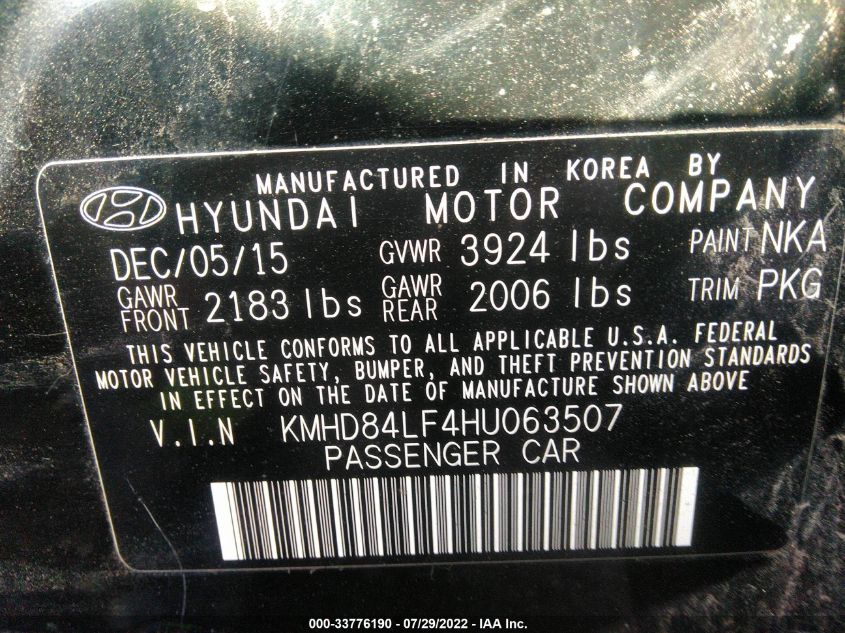 MANUFACTURED IN KOREA BY
HYUNDAI MOTOR COMPANY
DEC/05/15 GVWR 3924 lbs PAINT NKA
GAWR FRONT 2183 lbs GAWR REAR 2006 lbs TRIM PKG
THIS VEHICLE CONFORMS TO ALL APPLICABLE U.S.A. FEDERAL
MOTOR VEHICLE SAFETY, BUMPER, AND THEFT PREVENTION STANDARDS
IN EFFECT ON THE DATE OF MANUFACTURE SHOWN ABOVE
V.I.N KMHD84LF4HU063507
PASSENGER CAR
000-33776190 - 07/29/2022 - IAA Inc.